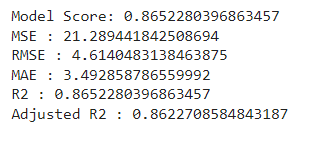 Model Score: 0.8652280396863457
MSE : 21.289441842508694
RMSE : 4.6140483138463875
MAE : 3.492858786559992
R2 : 0.8652280396863457
Adjusted R2 : 0.8622708584843187